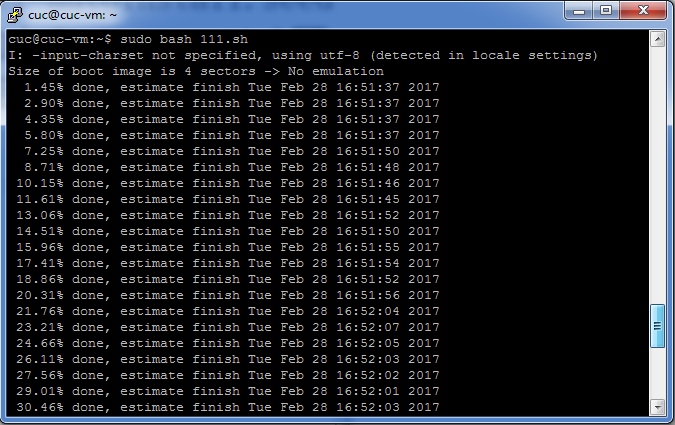 cuc@cuc-vm: ~
cuc@cuc-vm:~$ sudo bash 111.sh
I: -input-charset not specified, using utf-8 (detected in locale settings)
Size of boot image is 4 sectors -> No emulation
1.45% done, estimate finish Tue Feb 28 16:51:37 2017
2.90% done, estimate finish Tue Feb 28 16:51:37 2017
4.35% done, estimate finish Tue Feb 28 16:51:37 2017
5.80% done, estimate finish Tue Feb 28 16:51:37 2017
7.25% done, estimate finish Tue Feb 28 16:51:50 2017
8.71% done, estimate finish Tue Feb 28 16:51:48 2017
10.15% done, estimate finish Tue Feb 28 16:51:46 2017
11.61% done, estimate finish Tue Feb 28 16:51:45 2017
13.06% done, estimate finish Tue Feb 28 16:51:52 2017
14.51% done, estimate finish Tue Feb 28 16:51:50 2017
15.96% done, estimate finish Tue Feb 28 16:51:55 2017
17.41% done, estimate finish Tue Feb 28 16:51:54 2017
18.86% done, estimate finish Tue Feb 28 16:51:52 2017
20.31% done, estimate finish Tue Feb 28 16:51:56 2017
21.76% done, estimate finish Tue Feb 28 16:52:04 2017
23.21% done, estimate finish Tue Feb 28 16:52:07 2017
24.66% done, estimate finish Tue Feb 28 16:52:05 2017
26.11% done, estimate finish Tue Feb 28 16:52:03 2017
27.56% done, estimate finish Tue Feb 28 16:52:02 2017
29.01% done, estimate finish Tue Feb 28 16:52:01 2017
30.46% done, estimate finish Tue Feb 28 16:52:03 2017